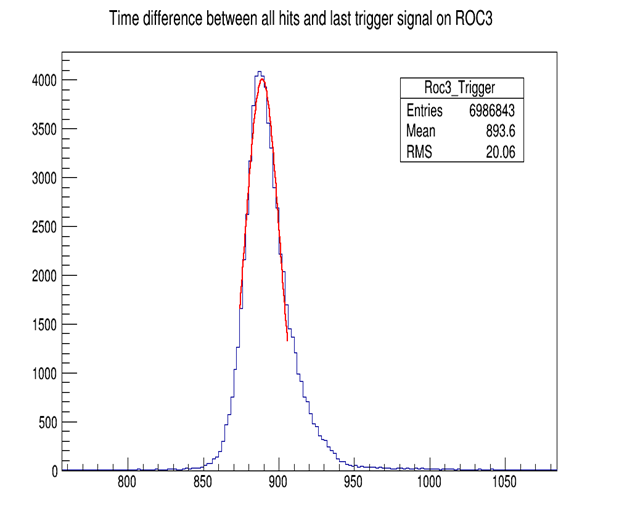 Time difference between all hits and last trigger signal on ROC3
Roc3_Trigger
Entries 6986843
Mean 893.6
RMS 20.06
4000
3500
3000
2500
2000
1500
1000
500
0
800 850 900 950 1000 1050